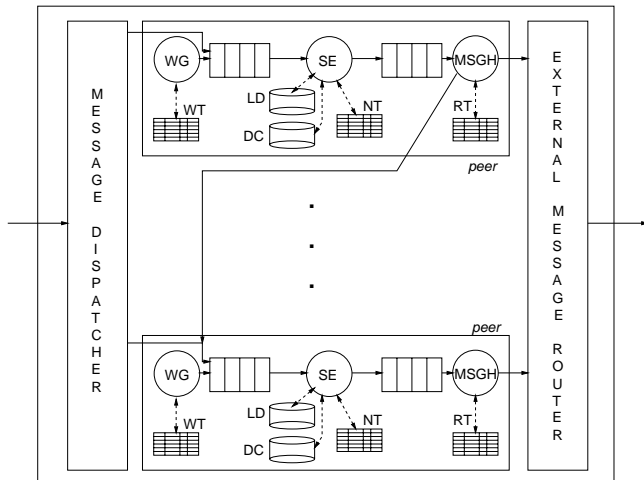 MESSAGE DISPATCHER
WG
SE
MSGH
LD
WT
NT
RT
DC
peer
EXTERNAL MESSAGE ROUTER
peer
WG
SE
MSGH
LD
WT
NT
RT
DC